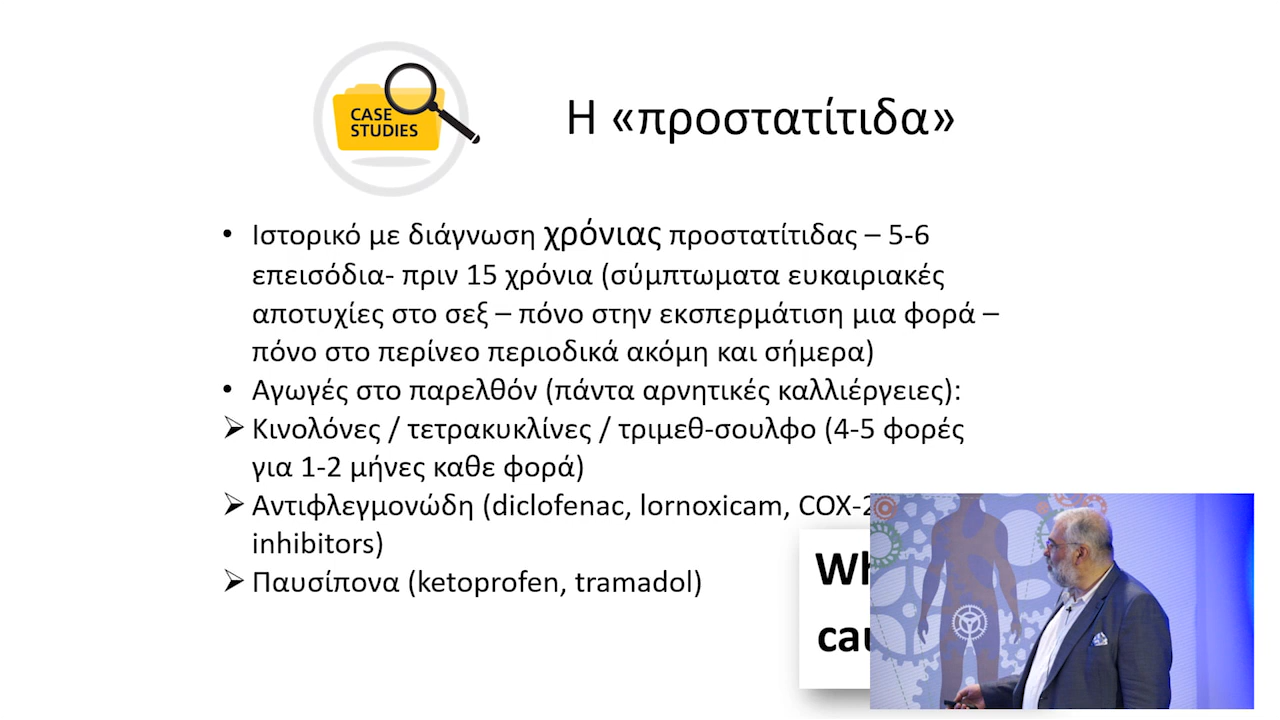 CASE
STUDIES
Η «προστατίτιδα»
• Ιστορικό με διάγνωση χρόνιας προστατίτιδας – 5-6
επεισόδια- πριν 15 χρόνια (σύμπτωματα ευκαιριακές
αποτυχίες στο σεξ – πόνο στην εκσπερμάτιση μια φορά –
πόνο στο περίνεο περιοδικά ακόμη και σήμερα)
• Αγωγές στο παρελθόν (πάντα αρνητικές καλλιέργειες):
➢ Κινολόνες / τετρακυκλίνες / τριμεθ-σουλφο (4-5 φορές
για 1-2 μήνες καθε φορά)
➢ Αντιφλεγμονώδη (diclofenac, lornoxicam, COX-2
inhibitors)
➢ Παυσίπονα (ketoprofen, tramadol)